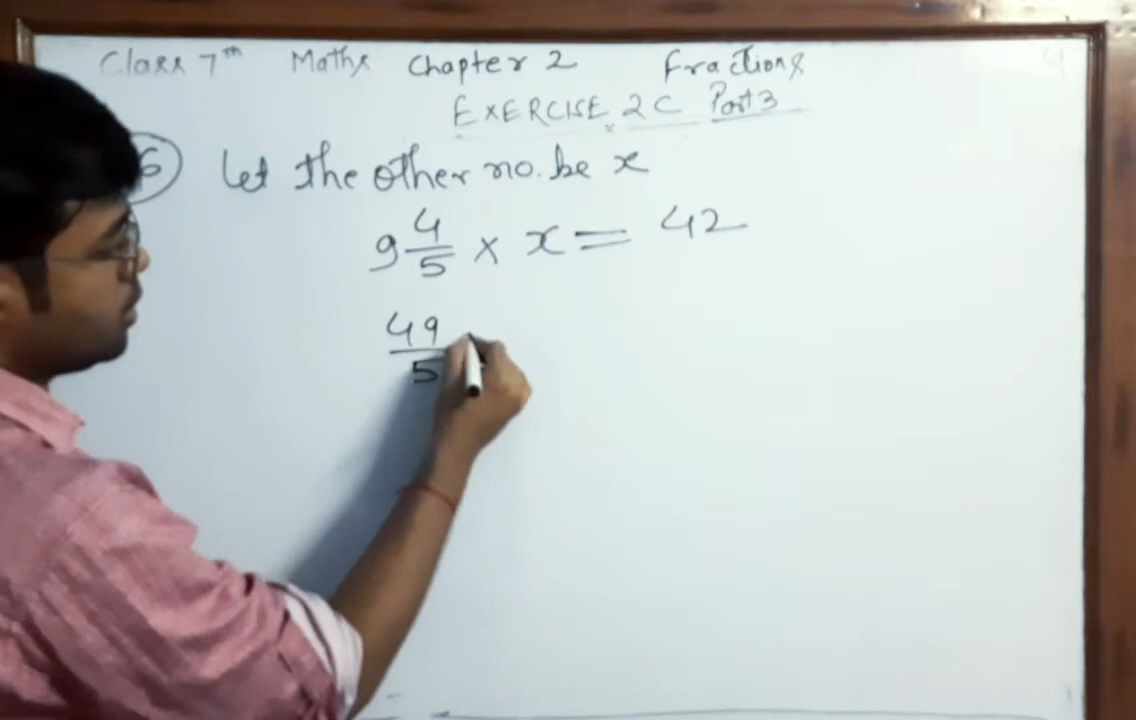 Class 7th Maths Chapter 2 Fractions
EXERCISE 2C Part 3
6 Let the other no. be x
9 4/5 × x = 42
49/5